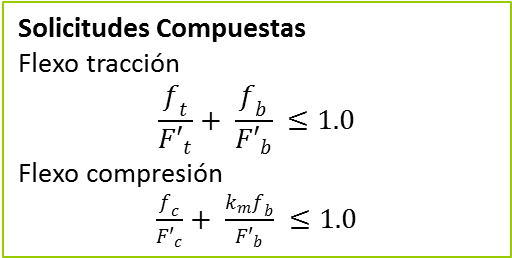 Solicitudes Compuestas
Flexo tracción
f_t/F'_t + f_b/F'_b ≤ 1.0
Flexo compresión
f_c/F'_c + k_m f_b/F'_b ≤ 1.0